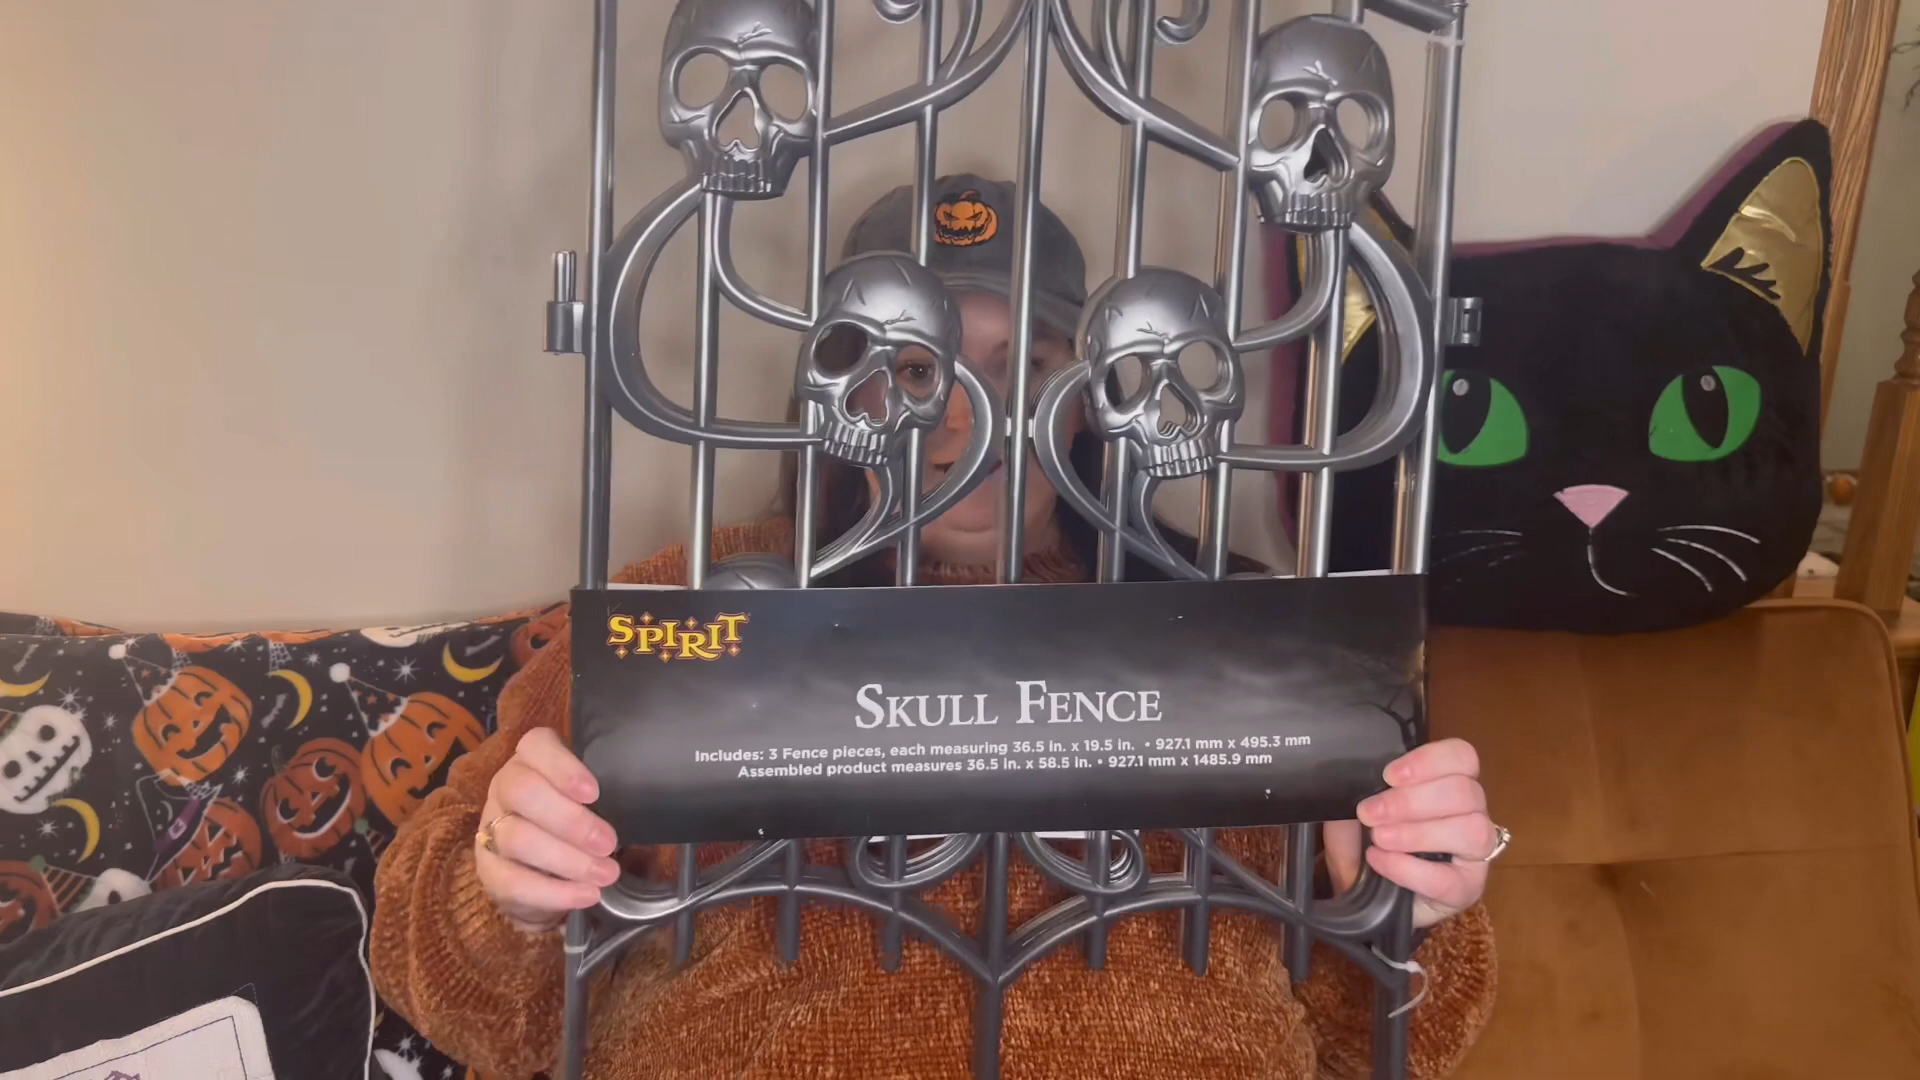 SPIRIT
SKULL FENCE
Includes: 3 Fence pieces, each measuring 36.5 in. x 19.5 in. • 927.1 mm x 495.3 mm
Assembled product measures 36.5 in. x 58.5 in. • 927.1 mm x 1485.9 mm